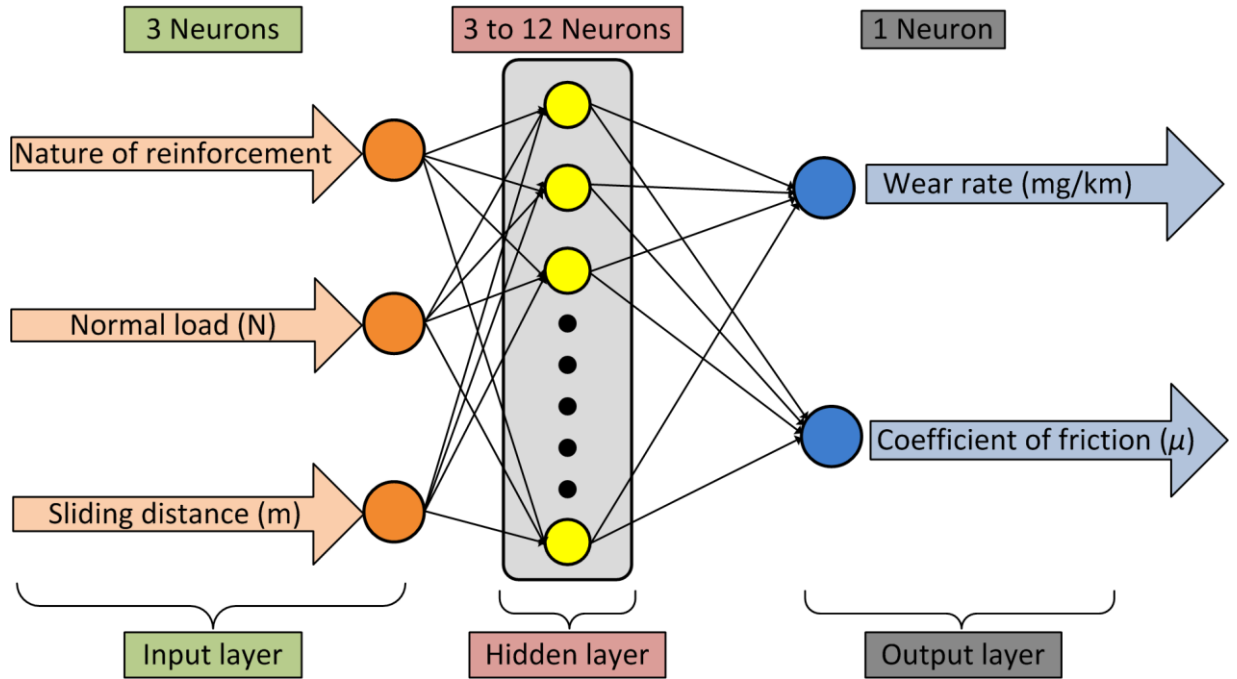 3 Neurons
3 to 12 Neurons
1 Neuron
Nature of reinforcement
Normal load (N)
Sliding distance (m)
Wear rate (mg/km)
Coefficient of friction (μ)
Input layer
Hidden layer
Output layer